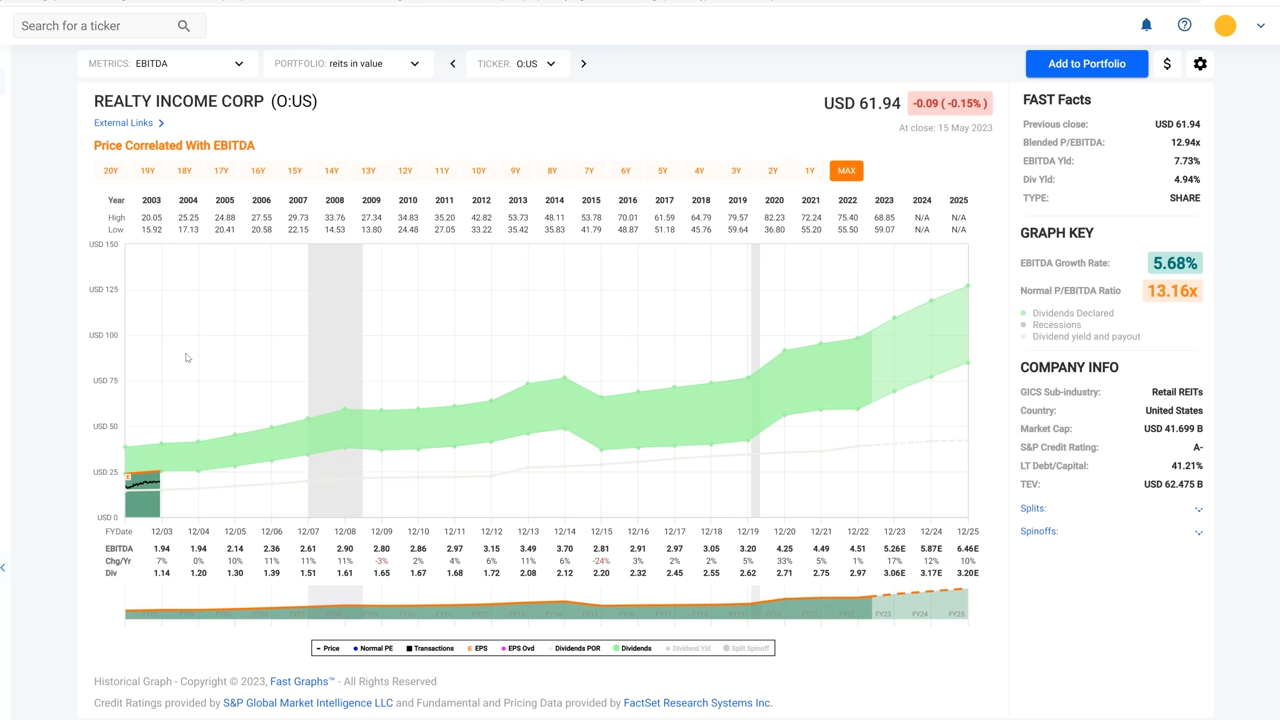 Search for a ticker
METRICS: EBITDA PORTFOLIO: reits in value TICKER: O:US Add to Portfolio $
REALTY INCOME CORP (O:US) USD 61.94 -0.09 ( -0.15% )
External Links At close: 15 May 2023
Price Correlated With EBITDA
20Y 19Y 18Y 17Y 16Y 15Y 14Y 13Y 12Y 11Y 10Y 9Y 8Y 7Y 6Y 5Y 4Y 3Y 2Y 1Y MAX
Year 2003 2004 2005 2006 2007 2008 2009 2010 2011 2012 2013 2014 2015 2016 2017 2018 2019 2020 2021 2022 2023 2024 2025
High 20.05 25.25 24.88 27.55 29.73 33.76 27.34 34.83 35.20 42.82 53.73 48.11 53.78 70.01 61.59 64.79 79.57 82.23 72.24 75.40 68.85 N/A N/A
Low 15.92 17.13 20.41 20.58 22.15 14.53 13.80 24.48 27.05 33.22 35.42 35.83 41.79 48.87 51.18 45.76 59.64 36.80 55.20 55.50 59.07 N/A N/A
USD 150
USD 125
USD 100
USD 75
USD 50
USD 25
E
USD 0
FYDate 12/03 12/04 12/05 12/06 12/07 12/08 12/09 12/10 12/11 12/12 12/13 12/14 12/15 12/16 12/17 12/18 12/19 12/20 12/21 12/22 12/23 12/24 12/25
EBITDA 1.94 1.94 2.14 2.36 2.61 2.90 2.80 2.86 2.97 3.15 3.49 3.70 2.81 2.91 2.97 3.05 3.20 4.25 4.49 4.51 5.26E 5.87E 6.46E
Chg/Yr 7% 0% 10% 11% 11% 11% -3% 2% 4% 6% 11% 6% -24% 3% 2% 2% 5% 33% 5% 1% 17% 12% 10%
Div 1.14 1.20 1.30 1.39 1.51 1.61 1.65 1.67 1.68 1.72 2.08 2.12 2.20 2.32 2.45 2.55 2.62 2.71 2.75 2.97 3.06E 3.17E 3.20E
FY23 FY24 FY25
Price Normal PE Transactions E EPS EPS Ovd Dividends POR Dividends Dividend Yld Split Spinoff
Historical Graph - Copyright © 2023, Fast Graphs™ - All Rights Reserved
Credit Ratings provided by S&P Global Market Intelligence LLC and Fundamental and Pricing Data provided by FactSet Research Systems Inc.
FAST Facts
Previous close: USD 61.94
Blended P/EBITDA: 12.94x
EBITDA Yld: 7.73%
Div Yld: 4.94%
TYPE: SHARE
GRAPH KEY
EBITDA Growth Rate: 5.68%
Normal P/EBITDA Ratio 13.16x
Dividends Declared
Recessions
Dividend yield and payout
COMPANY INFO
GICS Sub-industry: Retail REITs
Country: United States
Market Cap: USD 41.699 B
S&P Credit Rating: A-
LT Debt/Capital: 41.21%
TEV: USD 62.475 B
Splits:
Spinoffs: